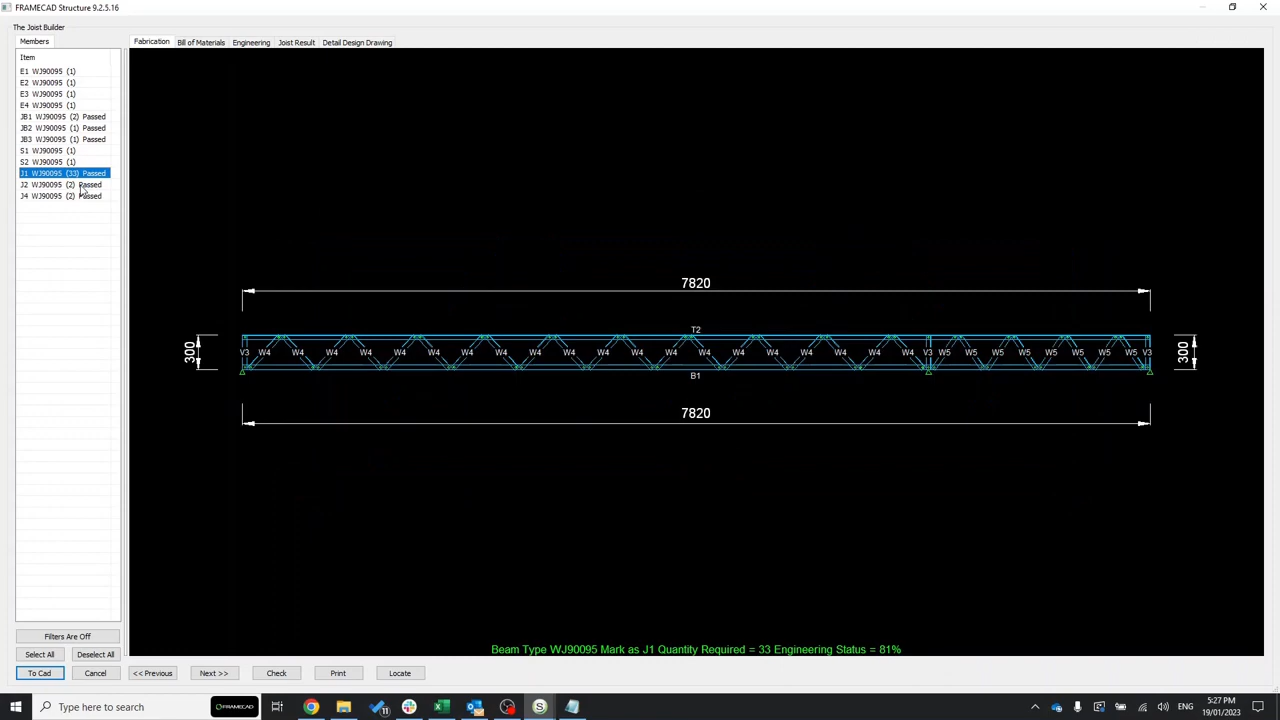 FRAMECAD Structure 9.2.5.16
The Joist Builder
Members
Fabrication Bill of Materials Engineering Joist Result Detail Design Drawing
Item
E1 WJ90095 (1)
E2 WJ90095 (1)
E3 WJ90095 (1)
E4 WJ90095 (1)
JB1 WJ90095 (2) Passed
JB2 WJ90095 (1) Passed
JB3 WJ90095 (1) Passed
S1 WJ90095 (1)
S2 WJ90095 (1)
J1 WJ90095 (33) Passed
J2 WJ90095 (2) Passed
J4 WJ90095 (2) Passed
7820
T2
300
V3 W4 W4 W4 W4 W4 W4 W4 W4 W4 W4 W4 W4 W4 W4 W4 W4 W4 W4 W4 W4 V3 W5 W5 W5 W5 W5 W5 W5 W5 V3
300
B1
7820
Filters Are Off
Select All Deselect All
Beam Type WJ90095 Mark as J1 Quantity Required = 33 Engineering Status = 81%
To Cad Cancel << Previous Next >> Check Print Locate
Type here to search
FRAMECAD
11
ENG
5:27 PM
19/01/2023